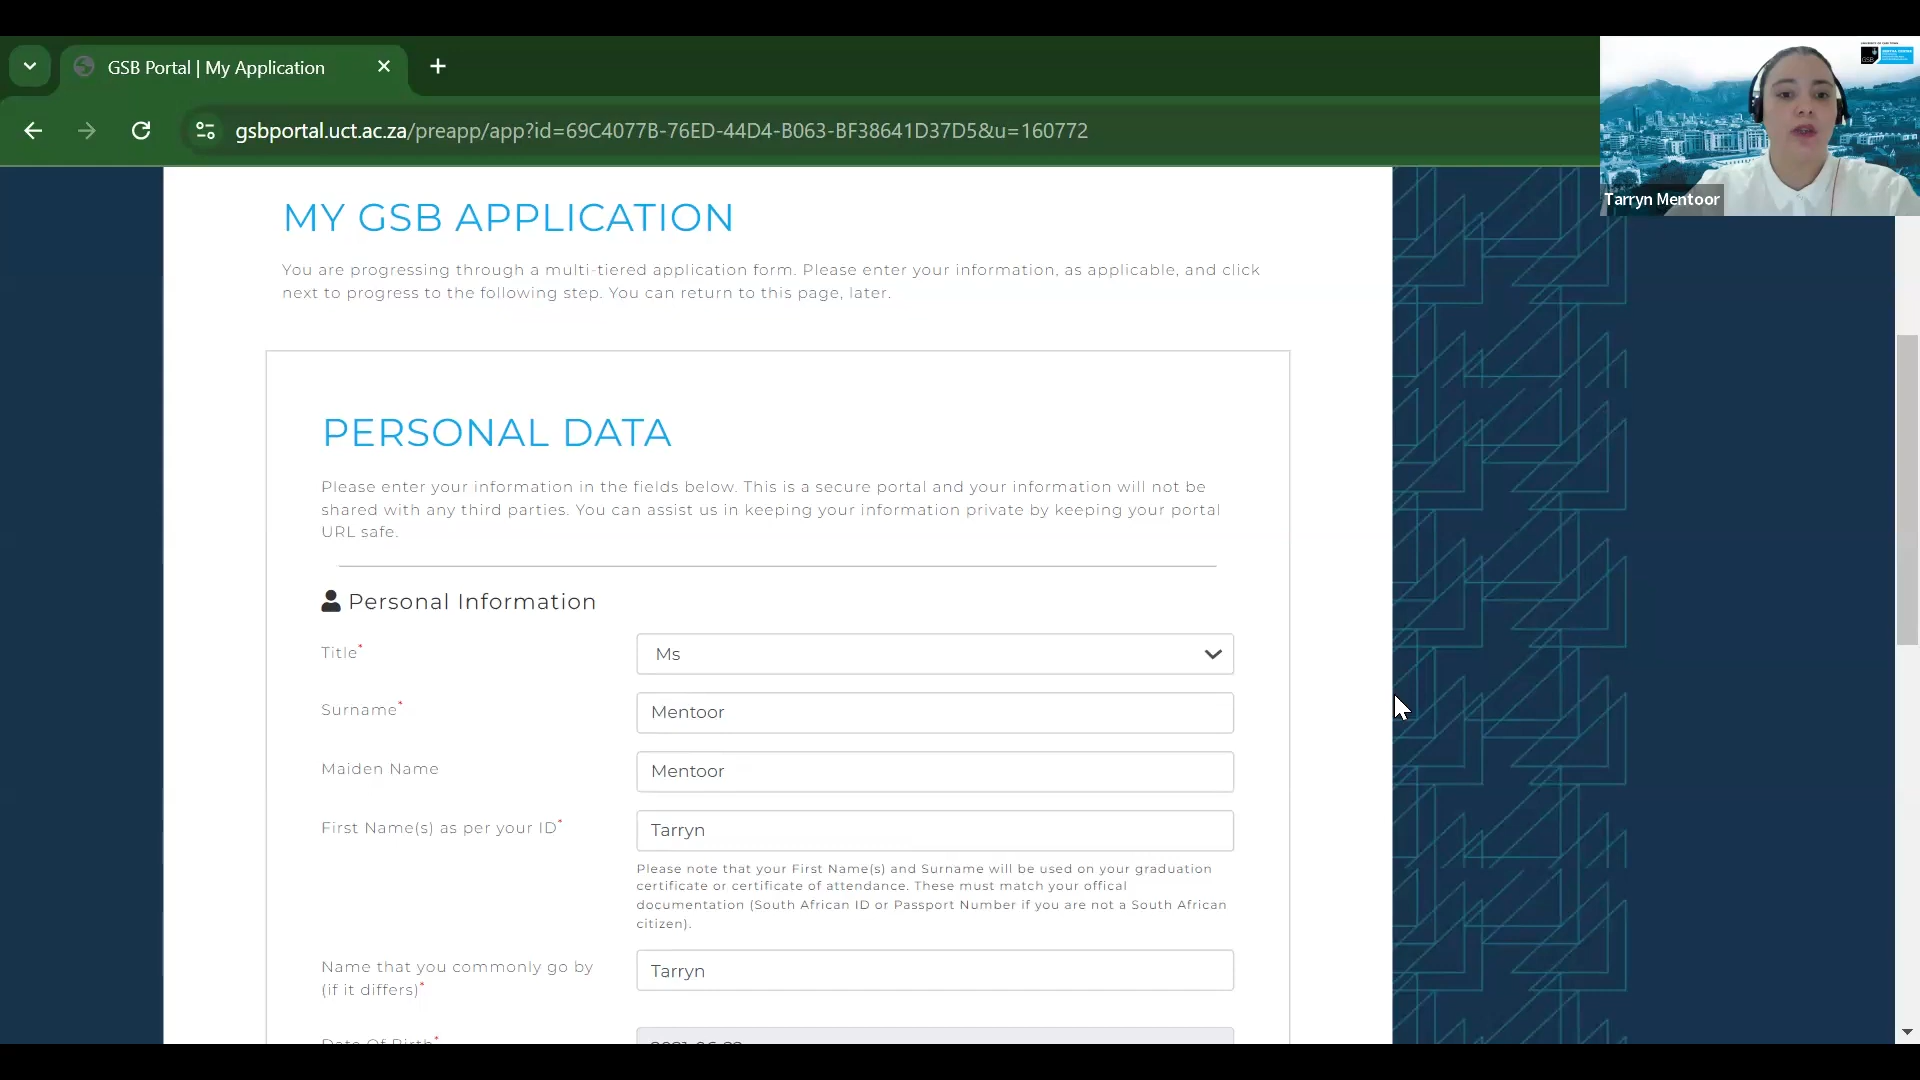 GSB Portal | My Application
gsbportal.uct.ac.za/preapp/app?id=69C4077B-76ED-44D4-B063-BF38641D37D5&u=160772
Tarryn Mentoor
MY GSB APPLICATION
You are progressing through a multi-tiered application form. Please enter your information, as applicable, and click
next to progress to the following step. You can return to this page, later.
PERSONAL DATA
Please enter your information in the fields below. This is a secure portal and your information will not be
shared with any third parties. You can assist us in keeping your information private by keeping your portal
URL safe.
Personal Information
Title*
Ms
Surname*
Mentoor
Maiden Name
Mentoor
First Name(s) as per your ID*
Tarryn
Please note that your First Name(s) and Surname will be used on your graduation
certificate or certificate of attendance. These must match your offical
documentation (South African ID or Passport Number if you are not a South African
citizen).
Name that you commonly go by
(if it differs)*
Tarryn
Date Of Birth*